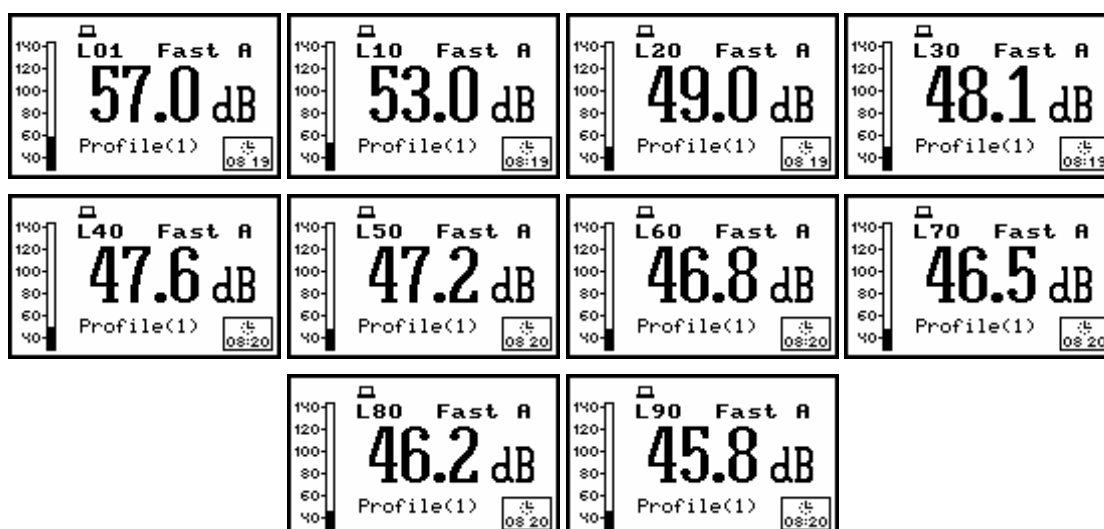 L01 Fast A
140
120
100
80
60
40
57.0 dB
Profile(1)
08 19
L10 Fast A
140
120
100
80
60
40
53.0 dB
Profile(1)
08:19
L20 Fast A
140
120
100
80
60
40
49.0 dB
Profile(1)
08 19
L30 Fast A
140
120
100
80
60
40
48.1 dB
Profile(1)
08:19
L40 Fast A
140
120
100
80
60
40
47.6 dB
Profile(1)
08:20
L50 Fast A
140
120
100
80
60
40
47.2 dB
Profile(1)
08 20
L60 Fast A
140
120
100
80
60
40
46.8 dB
Profile(1)
08:20
L70 Fast A
140
120
100
80
60
40
46.5 dB
Profile(1)
08 20
L80 Fast A
140
120
100
80
60
40
46.2 dB
Profile(1)
08 20
L90 Fast A
140
120
100
80
60
40
45.8 dB
Profile(1)
08:20